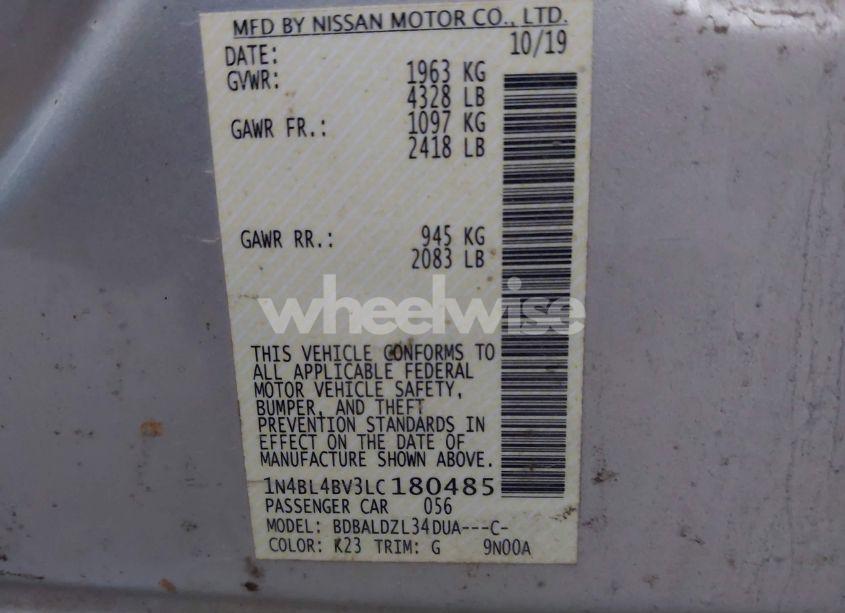 MFD BY NISSAN MOTOR CO., LTD.
DATE: 10/19
GVWR: 1963 KG
4328 LB
GAWR FR.: 1097 KG
2418 LB
GAWR RR.: 945 KG
2083 LB
wheelwise
THIS VEHICLE CONFORMS TO
ALL APPLICABLE FEDERAL
MOTOR VEHICLE SAFETY,
BUMPER, AND THEFT
PREVENTION STANDARDS IN
EFFECT ON THE DATE OF
MANUFACTURE SHOWN ABOVE.
1N4BL4BV3LC180485
PASSENGER CAR 056
MODEL: BDBALDZL34DUA---C-
COLOR: K23 TRIM: G 9N00A